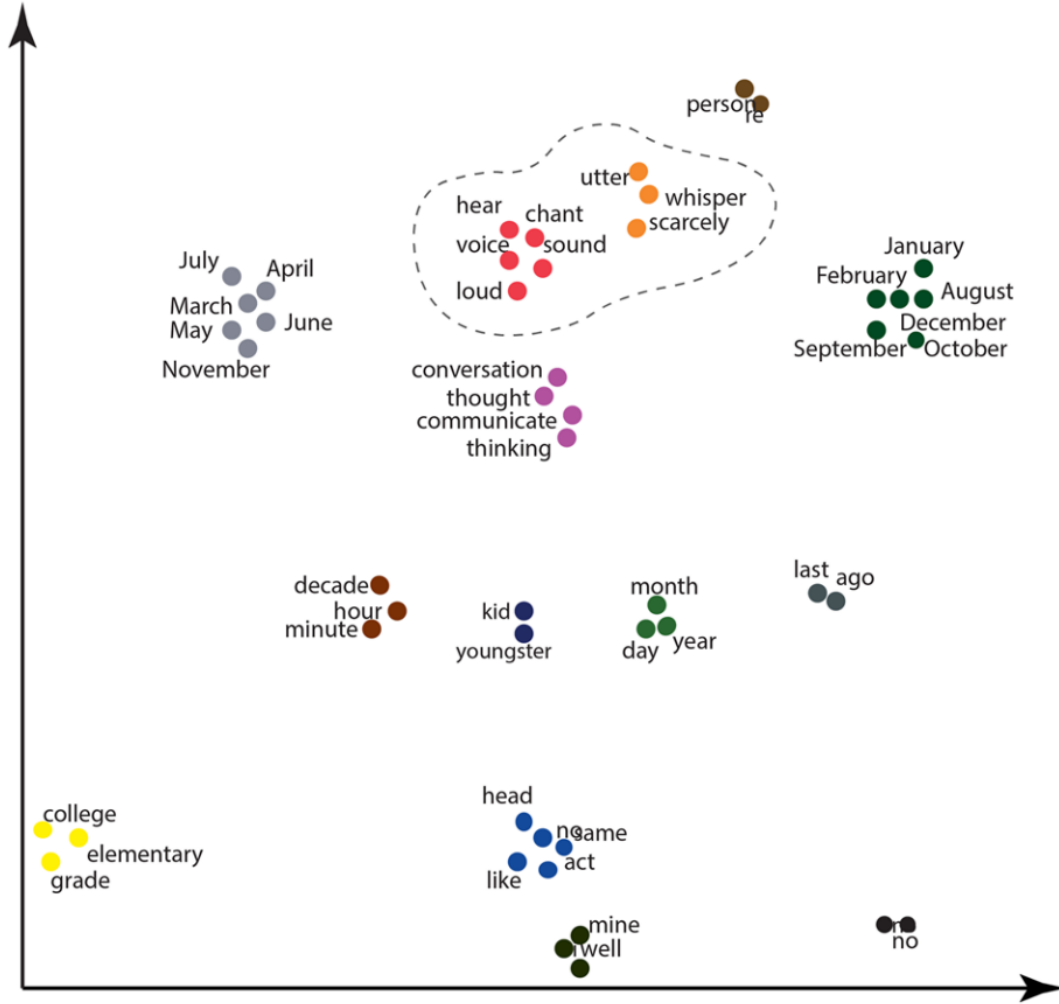 person
re
utter
whisper
scarcely
hear
chant
voice
sound
loud
July
April
March
May
June
November
January
February
August
December
September
October
conversation
thought
communicate
thinking
decade
hour
minute
kid
youngster
month
day
year
last
ago
college
elementary
grade
head
same
act
like
mine
well
no